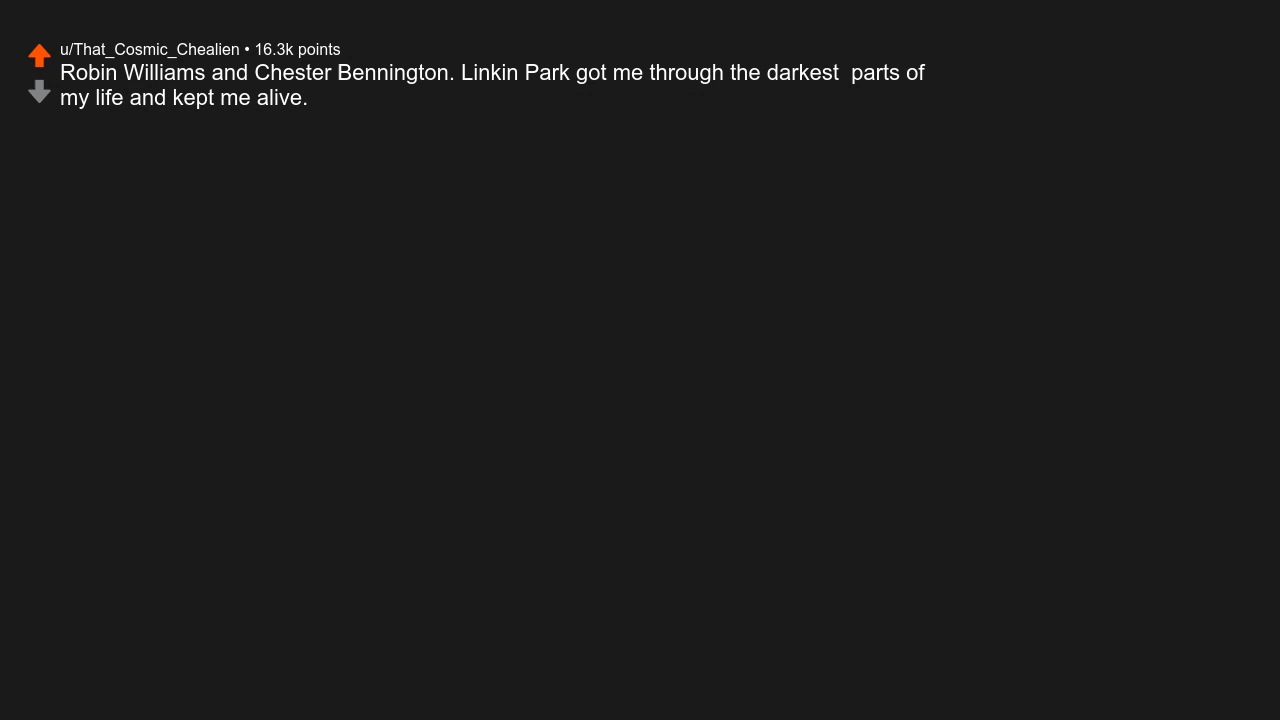 u/That_Cosmic_Chealien • 16.3k points
Robin Williams and Chester Bennington. Linkin Park got me through the darkest  parts of
my life and kept me alive.